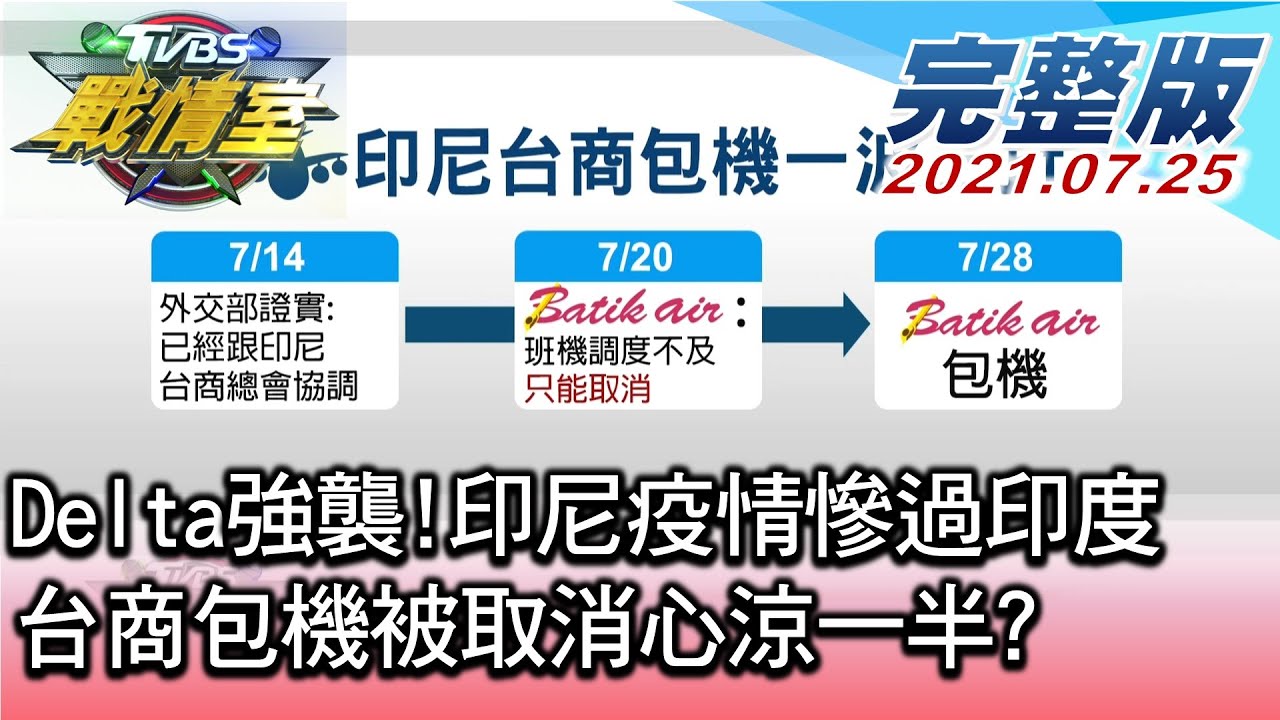 TVBS
戰情室
完整版
2021.07.25
印尼台商包機一波
7/14
外交部證實:
已經跟印尼
台商總會協調
7/20
Batik air:
班機調度不及
只能取消
7/28
Batik air
包機
Delta強襲!印尼疫情慘過印度
台商包機被取消心涼一半?